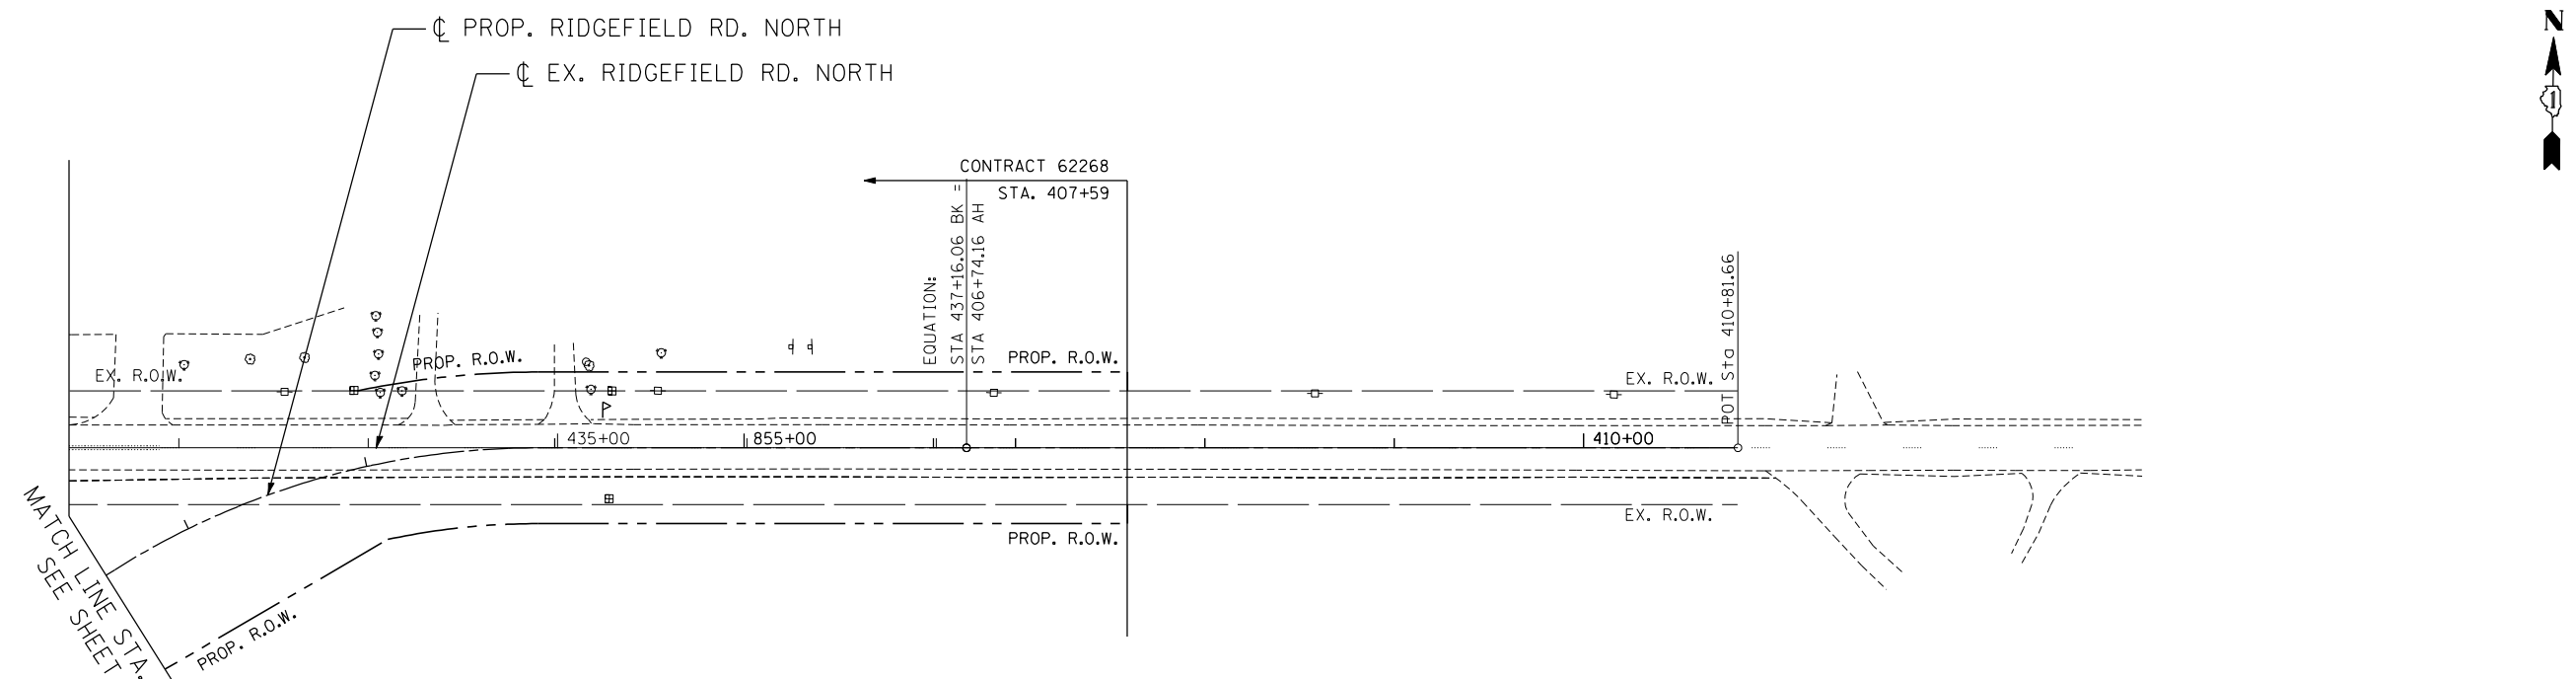 ℄ PROP. RIDGEFIELD RD. NORTH
℄ EX. RIDGEFIELD RD. NORTH
N
1
CONTRACT 62268
STA. 407+59
EQUATION:
STA 437+16.06 BK =
STA 406+74.16 AH
POT Sta 410+81.66
PROP. R.O.W.
PROP. R.O.W.
EX. R.O.W.
EX. R.O.W.
435+00
855+00
410+00
EX. R.O.W.
PROP. R.O.W.
PROP. R.O.W.
MATCH LINE STA.
SEE SHEET